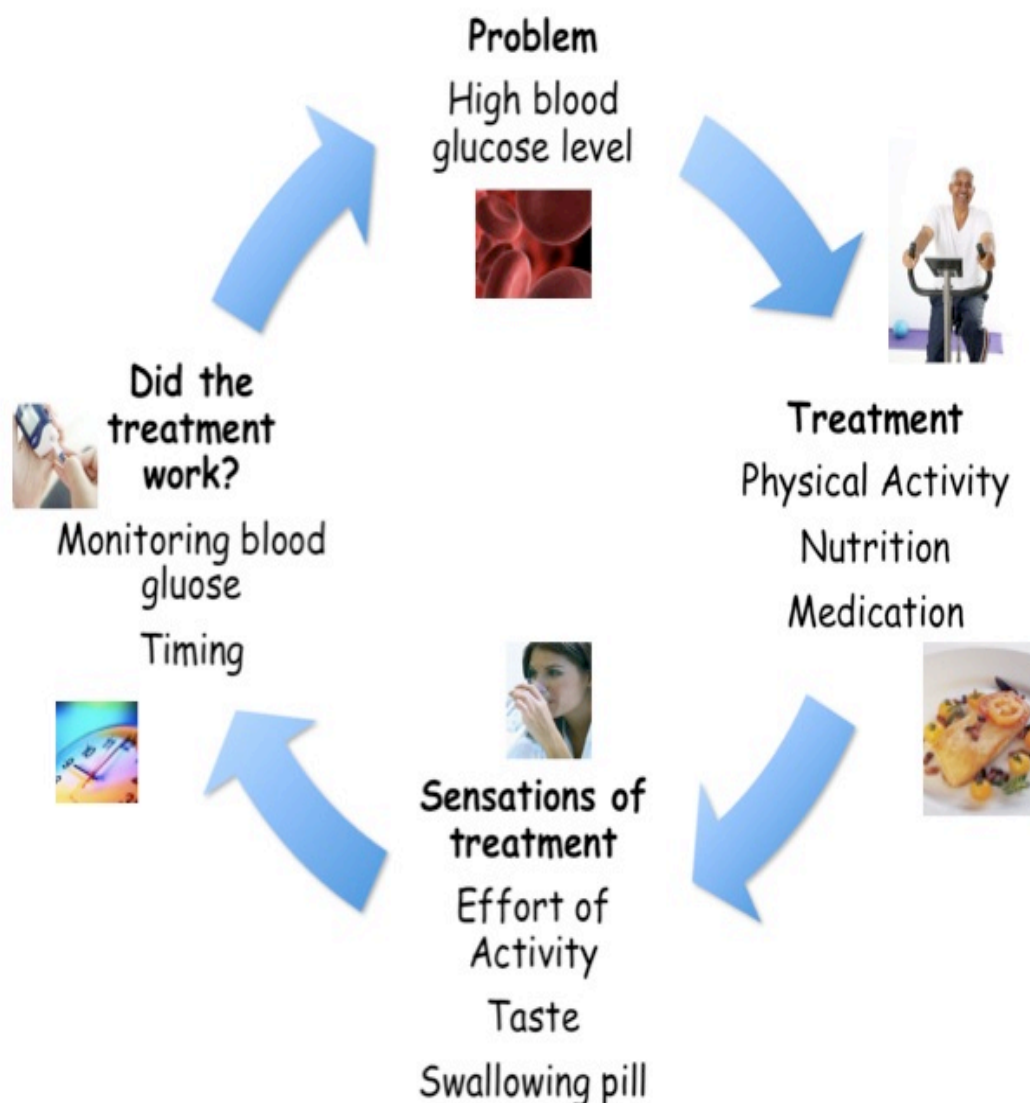 Problem
High blood
glucose level
Treatment
Physical Activity
Nutrition
Medication
Sensations of
treatment
Effort of
Activity
Taste
Swallowing pill
Did the
treatment
work?
Monitoring blood
gluose
Timing